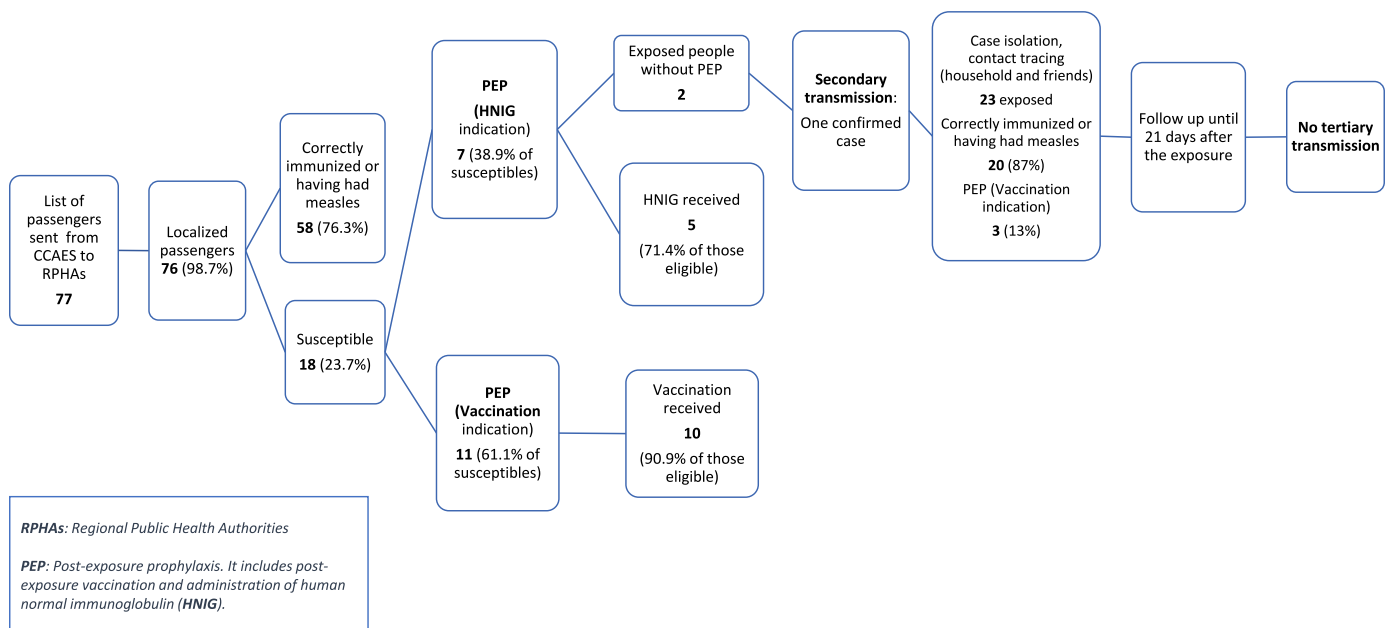 List of
passengers
sent from
CCAES to
RPHAs
77
Localized
passengers
76 (98.7%)
Correctly
immunized or
having had
measles
58 (76.3%)
Susceptible
18 (23.7%)
PEP
(HNIG
indication)
7 (38.9% of
susceptibles)
PEP
(Vaccination
indication)
11 (61.1% of
susceptibles)
Exposed people
without PEP
2
HNIG received
5
(71.4% of those
eligible)
Vaccination
received
10
(90.9% of those
eligible)
Secondary
transmission:
One confirmed
case
Case isolation,
contact tracing
(household and friends)
23 exposed
Correctly immunized or
having had measles
20 (87%)
PEP (Vaccination
indication)
3 (13%)
Follow up until
21 days after
the exposure
No tertiary
transmission
RPHAs: Regional Public Health Authorities
PEP: Post-exposure prophylaxis. It includes post-
exposure vaccination and administration of human
normal immunoglobulin (HNIG).